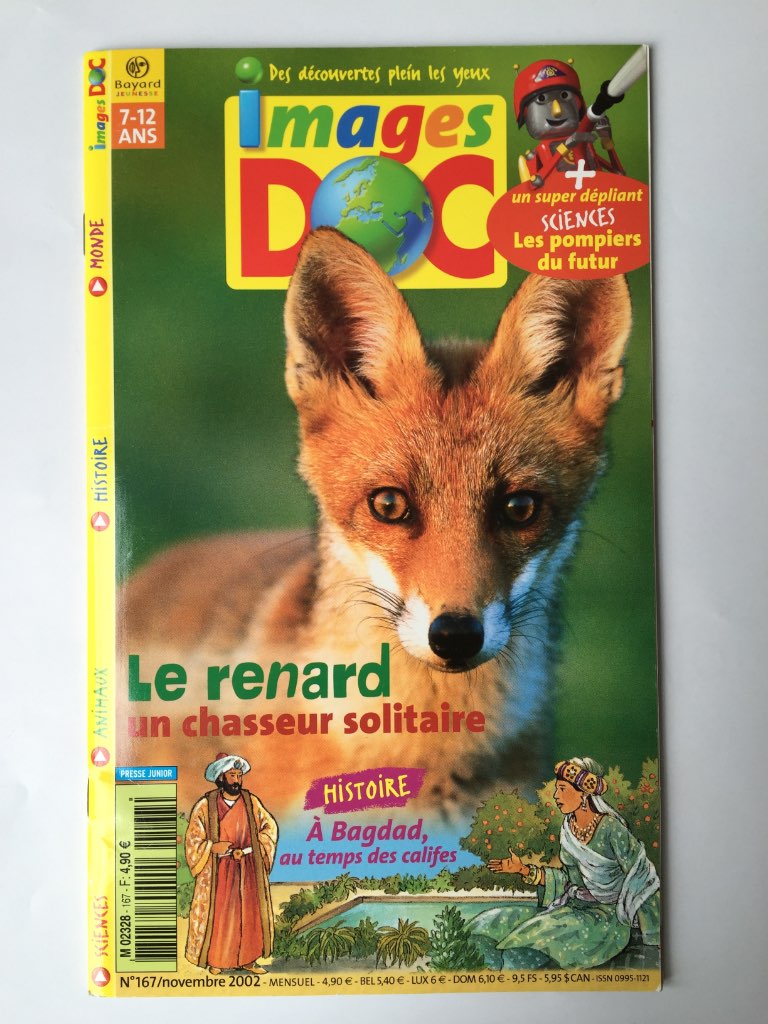 Bayard
JEUNESSE
7-12
ANS
images DOC
MONDE
HISTOIRE
ANIMAUX
SCIENCES
Des découvertes plein les yeux
images
DOC
+
un super dépliant
SCIENCES
Les pompiers
du futur
Le renard
un chasseur solitaire
PRESSE JUNIOR
HISTOIRE
À Bagdad,
au temps des califes
M 02328 - 167 - F: 4,90 €
N°167/novembre 2002 - MENSUEL - 4,90 € - BEL 5,40 € - LUX 6 € - DOM 6,10 € - 9,5 FS - 5,95 $ CAN - ISSN 0995-1121